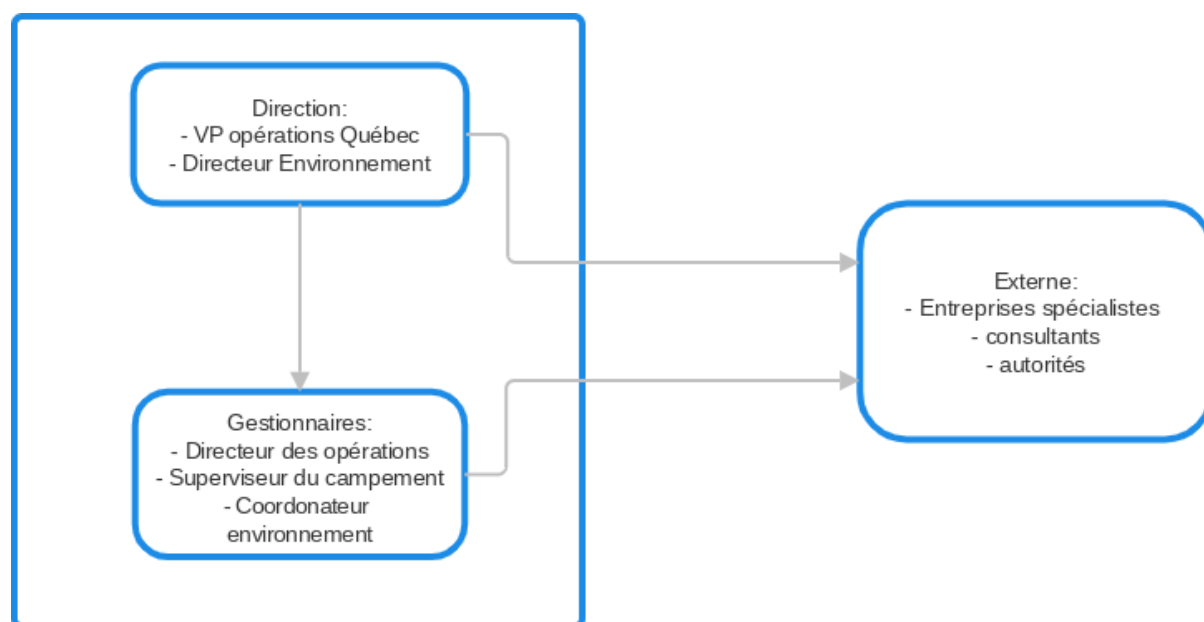 Direction:
- VP opérations Québec
- Directeur Environnement
Externe:
- Entreprises spécialistes
- consultants
- autorités
Gestionnaires:
- Directeur des opérations
- Superviseur du campement
- Coordonateur
environnement